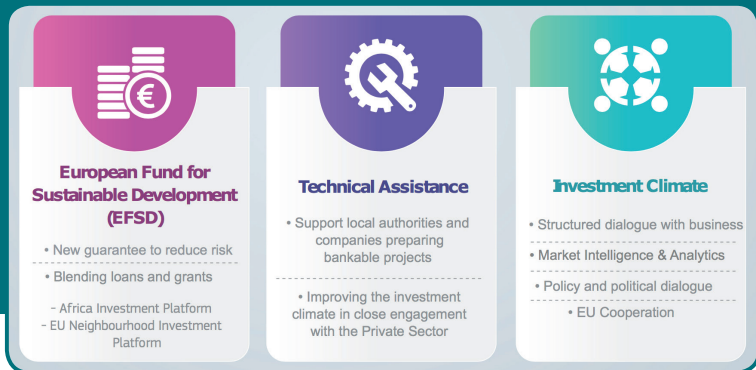 €
European Fund for
Sustainable Development
(EFSD)
• New guarantee to reduce risk
• Blending loans and grants
- Africa Investment Platform
- EU Neighbourhood Investment
Platform
Technical Assistance
• Support local authorities and
companies preparing
bankable projects
• Improving the investment
climate in close engagement
with the Private Sector
Investment Climate
• Structured dialogue with business
• Market Intelligence & Analytics
• Policy and political dialogue
• EU Cooperation